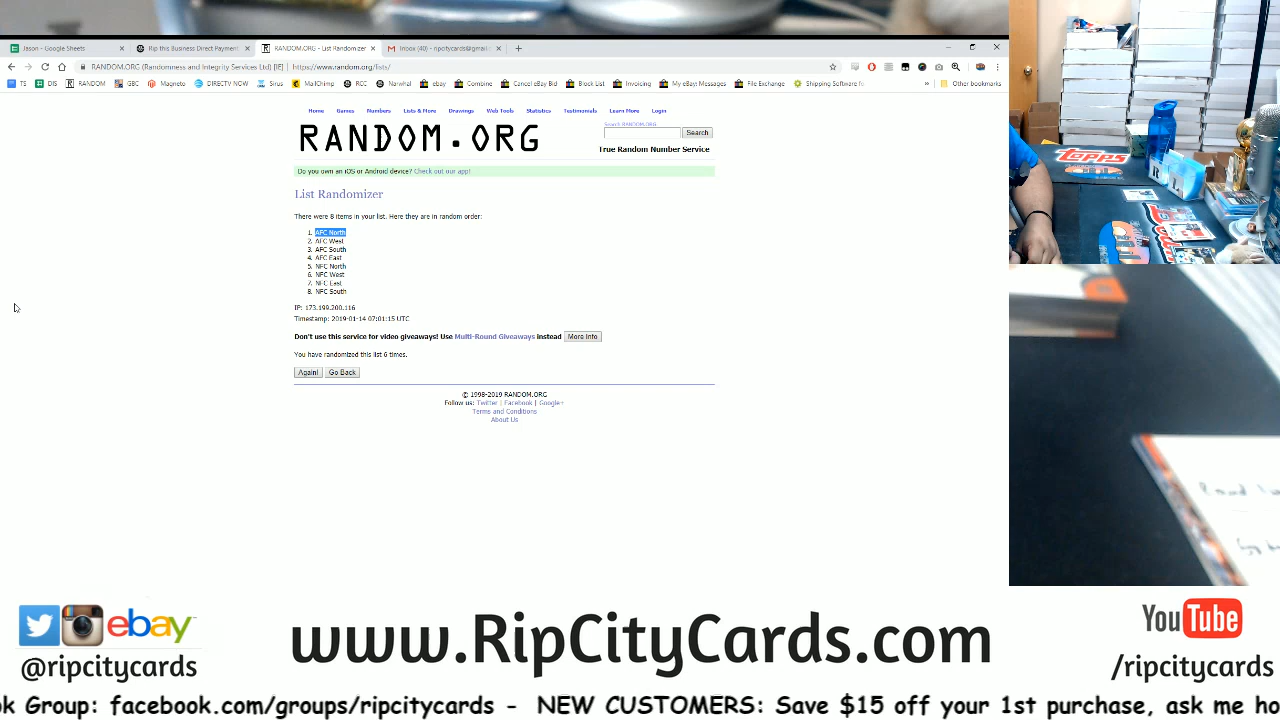 Jason - Google Sheets
Rip this Business Direct Payment
RANDOM.ORG - List Randomizer
Inbox (40) - ripcitycards@gmail
RANDOM.ORG (Randomness and Integrity Services Ltd) [IE] | https://www.random.org/lists/
TS DIS RANDOM GBC Magneto DIRECTV NOW Sirus MailChimp RCC Narwhal ebay Combine Cancel eBay Bid Block List Invoicing My eBay: Messages File Exchange Shipping Software fo » Other bookmarks
Home Games Numbers Lists & More Drawings Web Tools Statistics Testimonials Learn More Login
Search RANDOM.ORG
Search
RANDOM.ORG
True Random Number Service
Do you own an iOS or Android device? Check out our app!
List Randomizer
There were 8 items in your list. Here they are in random order:
1. AFC North
2. AFC West
3. AFC South
4. AFC East
5. NFC North
6. NFC West
7. NFC East
8. NFC South
IP: 173.199.200.116
Timestamp: 2019-01-14 07:01:15 UTC
Don't use this service for video giveaways! Use Multi-Round Giveaways instead More Info
You have randomized this list 6 times.
Again! Go Back
© 1998-2019 RANDOM.ORG
Follow us: Twitter | Facebook | Google+
Terms and Conditions
About Us
Topps
ebay
@ripcitycards
www.RipCityCards.com
YouTube
/ripcitycards
ok Group: facebook.com/groups/ripcitycards - NEW CUSTOMERS: Save $15 off your 1st purchase, ask me ho